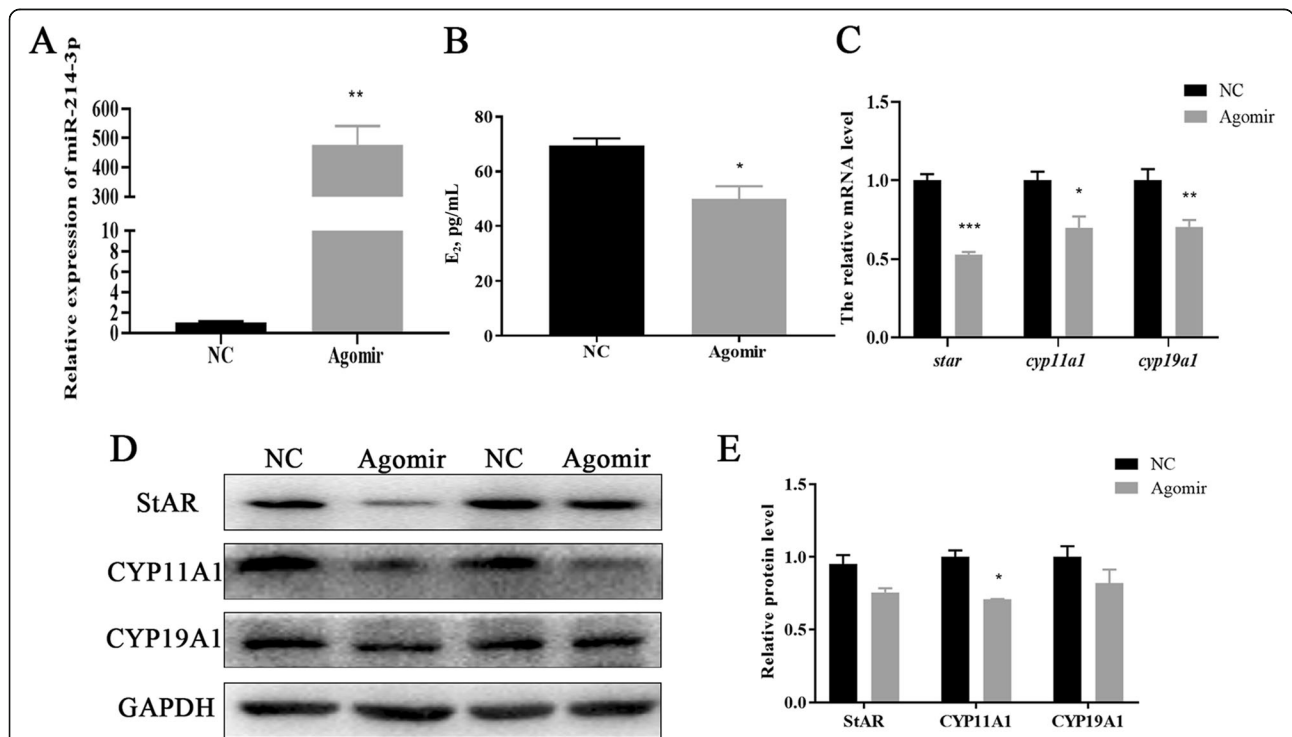 A
Relative expression of miR-214-3p
600
500
400
300
10
8
6
4
2
0
**
NC
Agomir
B
E₂, pg/mL
80
60
40
20
0
*
NC
Agomir
C
The relative mRNA level
1.5
1.0
0.5
0.0
NC
Agomir
***
*
**
star
cyp11a1
cyp19a1
D
NC Agomir NC Agomir
StAR
CYP11A1
CYP19A1
GAPDH
E
Relative protein level
1.5
1.0
0.5
0.0
NC
Agomir
*
StAR
CYP11A1
CYP19A1